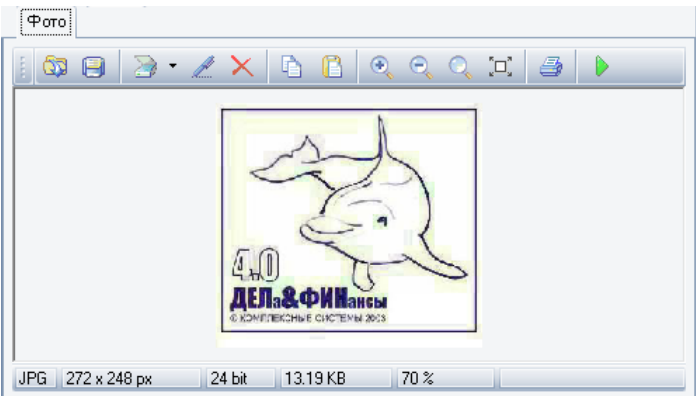 Фото
4.0
ДЕЛа&ФИНансы
© КОМПЛЕКСНЫЕ СИСТЕМЫ 2003
JPG 272 x 248 px 24 bit 13.19 KB 70 %